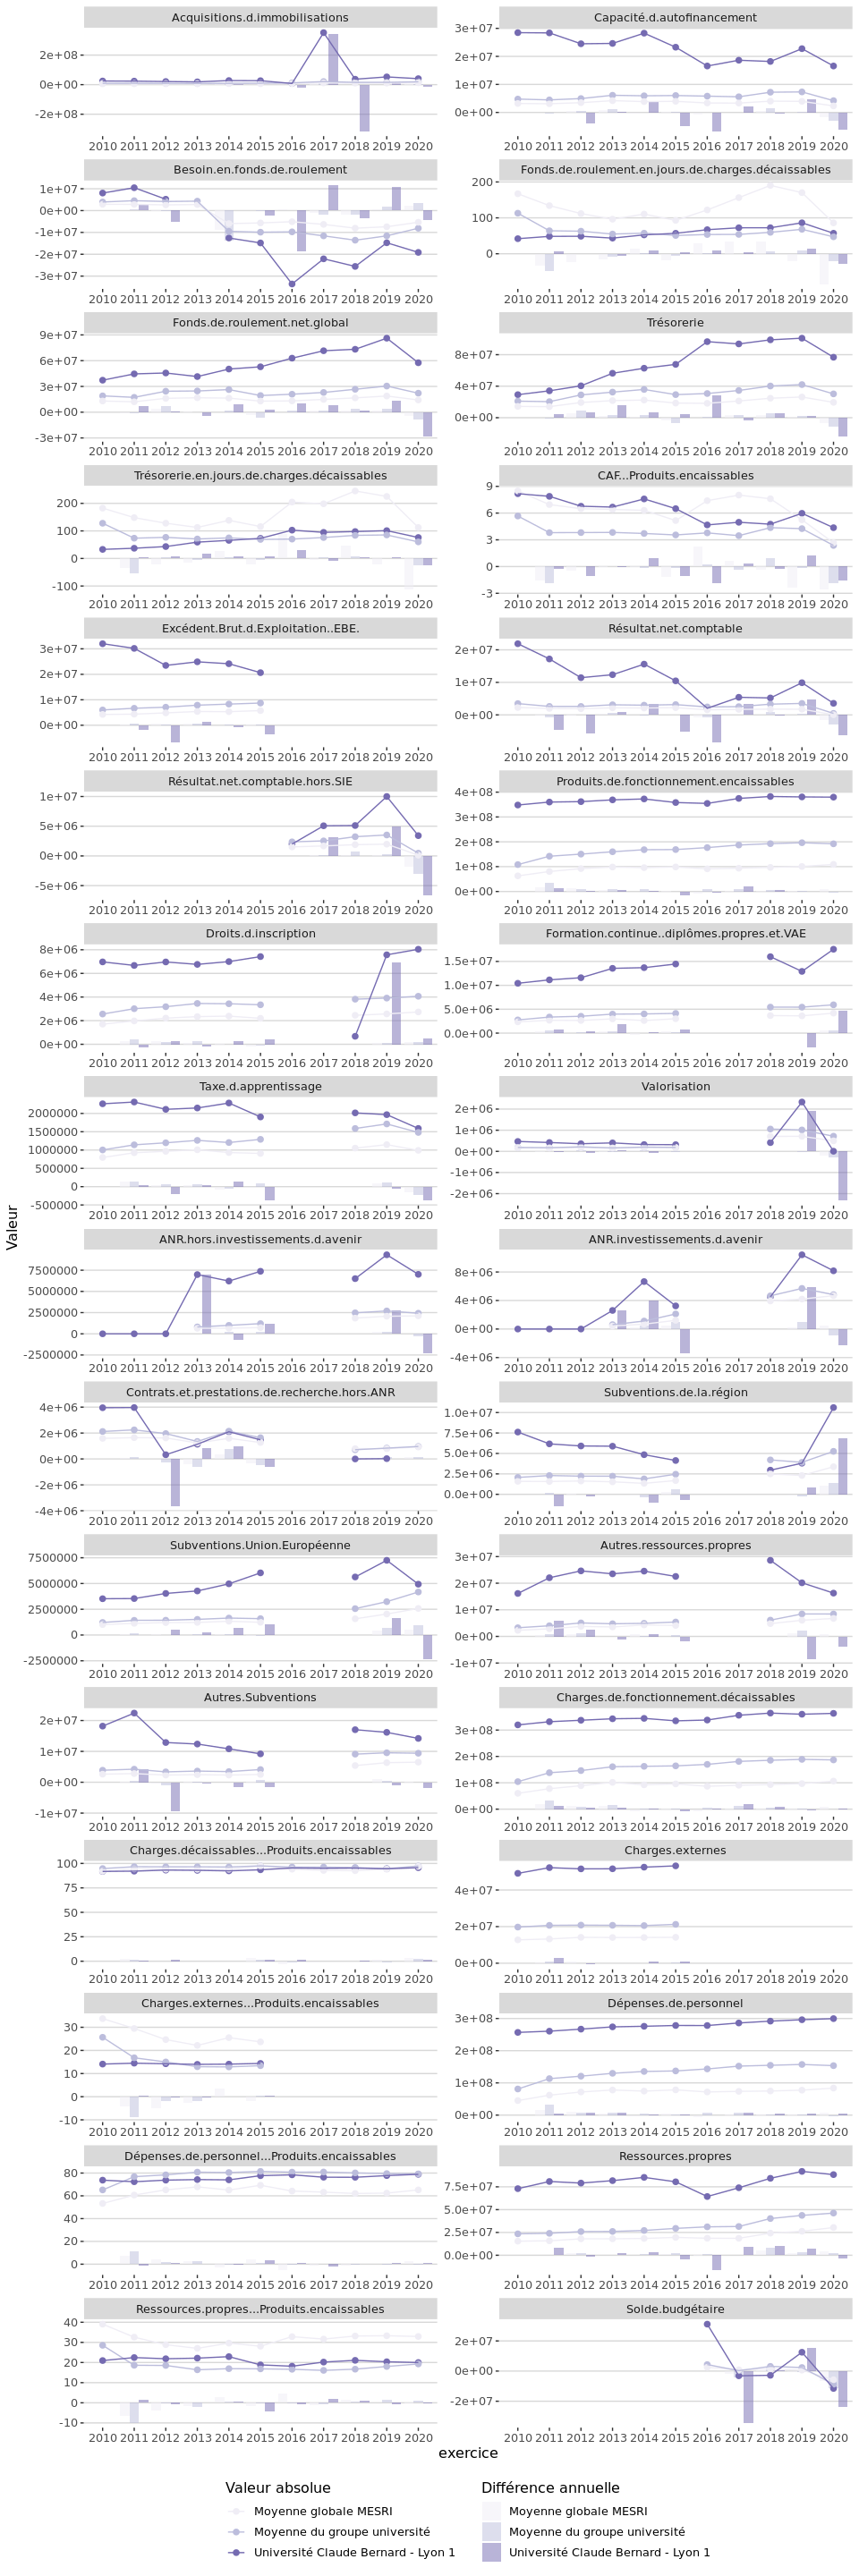 Acquisitions.d.immobilisations
Capacité.d.autofinancement
2e+08
0e+00
-2e+08
3e+07
2e+07
1e+07
0e+00
2010 2011 2012 2013 2014 2015 2016 2017 2018 2019 2020
2010 2011 2012 2013 2014 2015 2016 2017 2018 2019 2020
Besoin.en.fonds.de.roulement
Fonds.de.roulement.en.jours.de.charges.décaissables
1e+07
0e+00
-1e+07
-2e+07
-3e+07
200
100
0
2010 2011 2012 2013 2014 2015 2016 2017 2018 2019 2020
2010 2011 2012 2013 2014 2015 2016 2017 2018 2019 2020
Fonds.de.roulement.net.global
Trésorerie
9e+07
6e+07
3e+07
0e+00
-3e+07
8e+07
4e+07
0e+00
2010 2011 2012 2013 2014 2015 2016 2017 2018 2019 2020
2010 2011 2012 2013 2014 2015 2016 2017 2018 2019 2020
Trésorerie.en.jours.de.charges.décaissables
CAF...Produits.encaissables
200
100
0
-100
9
6
3
0
-3
2010 2011 2012 2013 2014 2015 2016 2017 2018 2019 2020
2010 2011 2012 2013 2014 2015 2016 2017 2018 2019 2020
Excédent.Brut.d.Exploitation..EBE.
Résultat.net.comptable
3e+07
2e+07
1e+07
0e+00
2e+07
1e+07
0e+00
2010 2011 2012 2013 2014 2015 2016 2017 2018 2019 2020
2010 2011 2012 2013 2014 2015 2016 2017 2018 2019 2020
Résultat.net.comptable.hors.SIE
Produits.de.fonctionnement.encaissables
1e+07
5e+06
0e+00
-5e+06
4e+08
3e+08
2e+08
1e+08
0e+00
2010 2011 2012 2013 2014 2015 2016 2017 2018 2019 2020
2010 2011 2012 2013 2014 2015 2016 2017 2018 2019 2020
Droits.d.inscription
Formation.continue..diplômes.propres.et.VAE
8e+06
6e+06
4e+06
2e+06
0e+00
1.5e+07
1.0e+07
5.0e+06
0.0e+00
2010 2011 2012 2013 2014 2015 2016 2017 2018 2019 2020
2010 2011 2012 2013 2014 2015 2016 2017 2018 2019 2020
Taxe.d.apprentissage
Valorisation
2000000
1500000
1000000
500000
0
-500000
2e+06
1e+06
0e+00
-1e+06
-2e+06
2010 2011 2012 2013 2014 2015 2016 2017 2018 2019 2020
2010 2011 2012 2013 2014 2015 2016 2017 2018 2019 2020
Valeur
ANR.hors.investissements.d.avenir
ANR.investissements.d.avenir
7500000
5000000
2500000
0
-2500000
8e+06
4e+06
0e+00
-4e+06
2010 2011 2012 2013 2014 2015 2016 2017 2018 2019 2020
2010 2011 2012 2013 2014 2015 2016 2017 2018 2019 2020
Contrats.et.prestations.de.recherche.hors.ANR
Subventions.de.la.région
4e+06
2e+06
0e+00
-2e+06
-4e+06
1.0e+07
7.5e+06
5.0e+06
2.5e+06
0.0e+00
2010 2011 2012 2013 2014 2015 2016 2017 2018 2019 2020
2010 2011 2012 2013 2014 2015 2016 2017 2018 2019 2020
Subventions.Union.Européenne
Autres.ressources.propres
7500000
5000000
2500000
0
-2500000
3e+07
2e+07
1e+07
0e+00
-1e+07
2010 2011 2012 2013 2014 2015 2016 2017 2018 2019 2020
2010 2011 2012 2013 2014 2015 2016 2017 2018 2019 2020
Autres.Subventions
Charges.de.fonctionnement.décaissables
2e+07
1e+07
0e+00
-1e+07
3e+08
2e+08
1e+08
0e+00
2010 2011 2012 2013 2014 2015 2016 2017 2018 2019 2020
2010 2011 2012 2013 2014 2015 2016 2017 2018 2019 2020
Charges.décaissables...Produits.encaissables
Charges.externes
100
75
50
25
0
4e+07
2e+07
0e+00
2010 2011 2012 2013 2014 2015 2016 2017 2018 2019 2020
2010 2011 2012 2013 2014 2015 2016 2017 2018 2019 2020
Charges.externes...Produits.encaissables
Dépenses.de.personnel
30
20
10
0
-10
3e+08
2e+08
1e+08
0e+00
2010 2011 2012 2013 2014 2015 2016 2017 2018 2019 2020
2010 2011 2012 2013 2014 2015 2016 2017 2018 2019 2020
Dépenses.de.personnel...Produits.encaissables
Ressources.propres
80
60
40
20
0
7.5e+07
5.0e+07
2.5e+07
0.0e+00
2010 2011 2012 2013 2014 2015 2016 2017 2018 2019 2020
2010 2011 2012 2013 2014 2015 2016 2017 2018 2019 2020
Ressources.propres...Produits.encaissables
Solde.budgétaire
40
30
20
10
0
-10
2e+07
0e+00
-2e+07
2010 2011 2012 2013 2014 2015 2016 2017 2018 2019 2020
2010 2011 2012 2013 2014 2015 2016 2017 2018 2019 2020
exercice
Valeur absolue
Moyenne globale MESRI
Moyenne du groupe université
Université Claude Bernard - Lyon 1
Différence annuelle
Moyenne globale MESRI
Moyenne du groupe université
Université Claude Bernard - Lyon 1